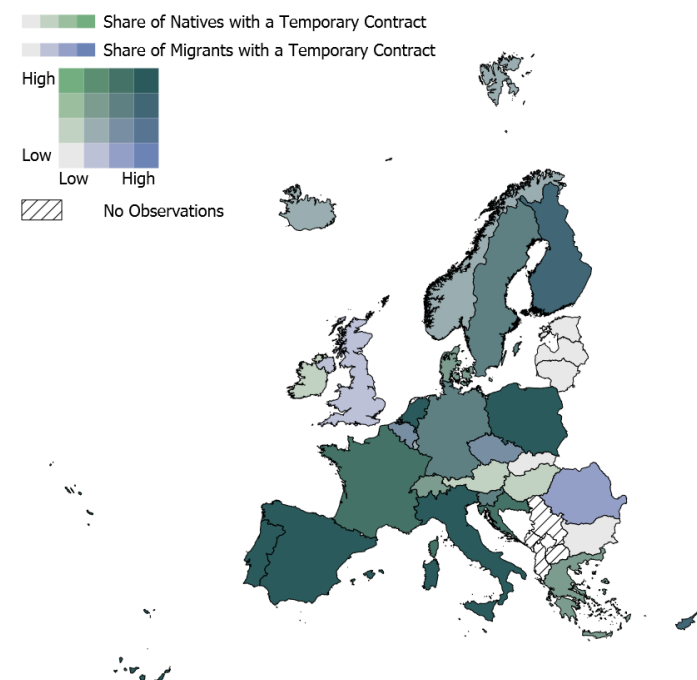 Share of Natives with a Temporary Contract
Share of Migrants with a Temporary Contract
High
Low
Low High
No Observations